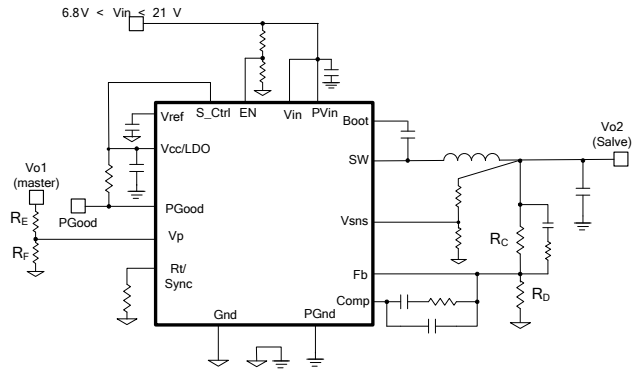 6.8V < Vin < 21 V
S_Ctrl EN Vin PVin
Vref
Boot
Vcc/LDO
SW
Vo2
(Salve)
Vo1
(master)
RE
PGood
PGood
Vsns
RC
RF
Vp
Rt/
Sync
Fb
Comp
RD
Gnd
PGnd